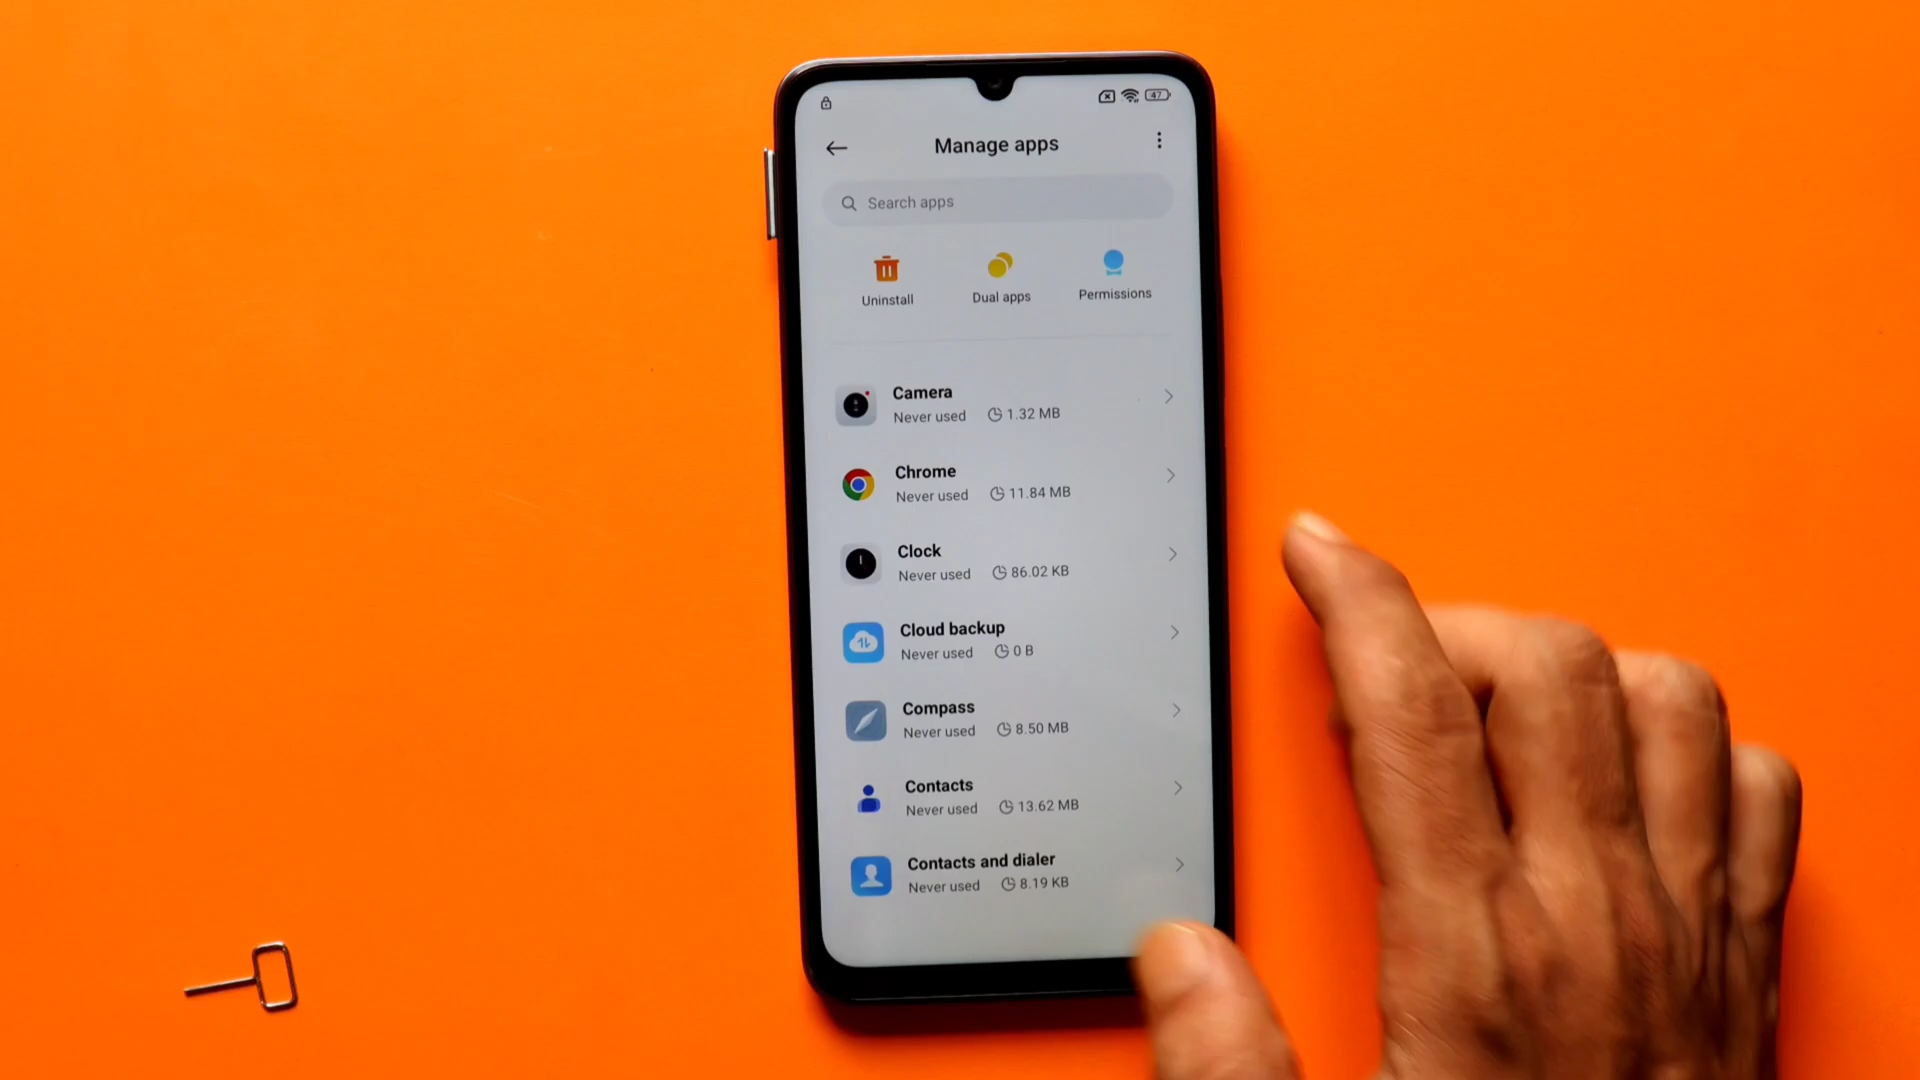 47
Manage apps
Search apps
Uninstall
Dual apps
Permissions
Camera
Never used 1.32 MB
Chrome
Never used 11.84 MB
Clock
Never used 86.02 KB
Cloud backup
Never used 0 B
Compass
Never used 8.50 MB
Contacts
Never used 13.62 MB
Contacts and dialer
Never used 8.19 KB